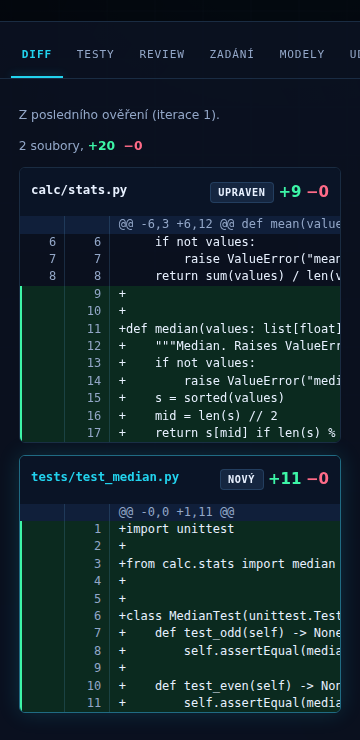 DIFF TESTY REVIEW ZADÁNÍ MODELY
Z posledního ověření (iterace 1).
2 soubory, +20 −0
calc/stats.py UPRAVEN +9 −0
@@ -6,3 +6,12 @@ def mean(value
6 6 if not values:
7 7 raise ValueError("mean
8 8 return sum(values) / len(v
9 +
10 +
11 +def median(values: list[float]
12 + """Median. Raises ValueErr
13 + if not values:
14 + raise ValueError("medi
15 + s = sorted(values)
16 + mid = len(s) // 2
17 + return s[mid] if len(s) %
tests/test_median.py NOVÝ +11 −0
@@ -0,0 +1,11 @@
1 +import unittest
2 +
3 +from calc.stats import median
4 +
5 +
6 +class MedianTest(unittest.Test
7 + def test_odd(self) -> None
8 + self.assertEqual(media
9 +
10 + def test_even(self) -> Non
11 + self.assertEqual(media